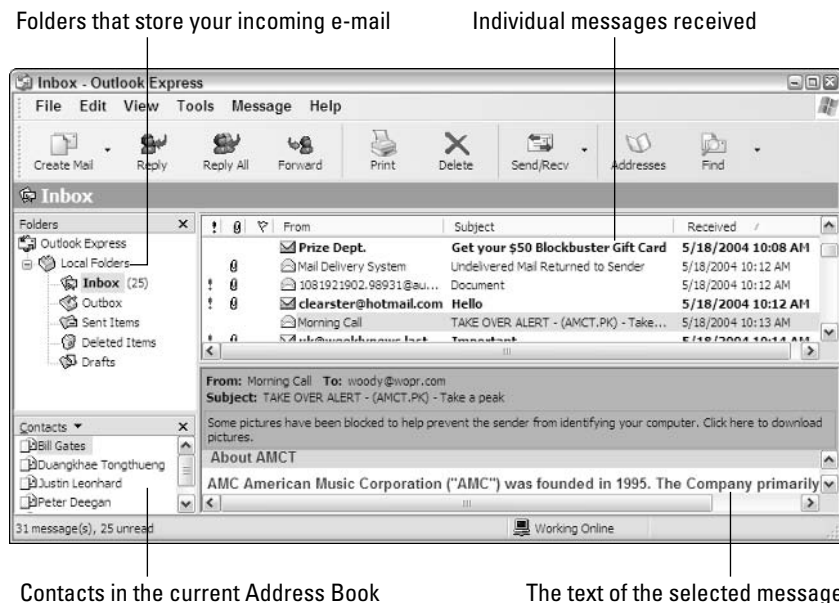 Folders that store your incoming e-mail
Individual messages received
Inbox - Outlook Express
File Edit View Tools Message Help
Create Mail Reply Reply All Forward Print Delete Send/Recv Addresses Find
Inbox
Folders
Outlook Express
Local Folders
Inbox (25)
Outbox
Sent Items
Deleted Items
Drafts
! From Subject Received
Prize Dept. Get your $50 Blockbuster Gift Card 5/18/2004 10:08 AM
Mail Delivery System Undelivered Mail Returned to Sender 5/18/2004 10:12 AM
! 1081921902.98931@au... Document 5/18/2004 10:12 AM
! clearster@hotmail.com Hello 5/18/2004 10:12 AM
Morning Call TAKE OVER ALERT - (AMCT.PK) - Take... 5/18/2004 10:13 AM
Important 5/18/2004 10:14 AM
From: Morning Call To: woody@wopr.com
Subject: TAKE OVER ALERT - (AMCT.PK) - Take a peak
Some pictures have been blocked to help prevent the sender from identifying your computer. Click here to download
pictures.
About AMCT
AMC American Music Corporation ("AMC") was founded in 1995. The Company primarily
Contacts
Bill Gates
Duangkhae Tongthueng
Justin Leonhard
Peter Deegan
31 message(s), 25 unread
Working Online
Contacts in the current Address Book
The text of the selected message